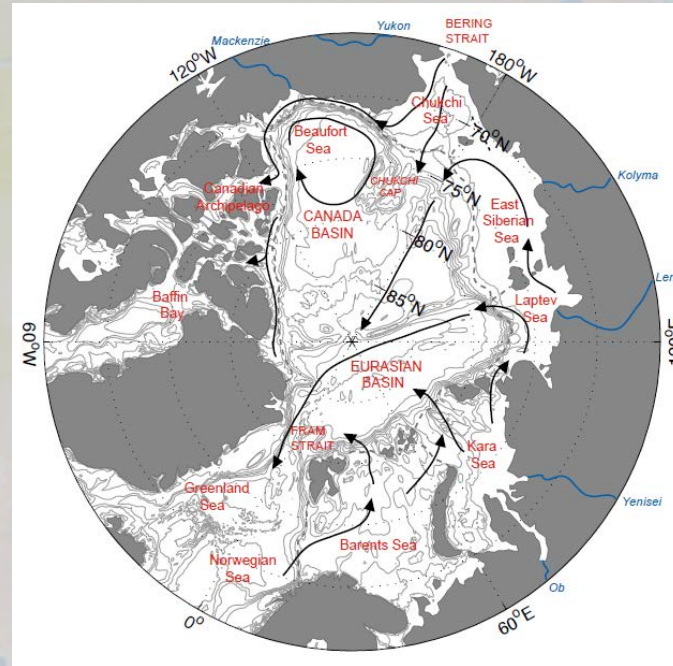 BERING
STRAIT
Yukon
Mackenzie
120°W
180°W
Chukchi
Sea
70°N
Beaufort
Sea
Kolyma
CHUKCHI
CAP
75°N
Canadian
Archipelago
East
Siberian
Sea
CANADA
BASIN
80°N
85°N
Baffin
Bay
Laptev
Sea
60°W
EURASIAN
BASIN
FRAM
STRAIT
Kara
Sea
Greenland
Sea
Yenisei
Barents Sea
Norwegian
Sea
Ob
0°
60°E